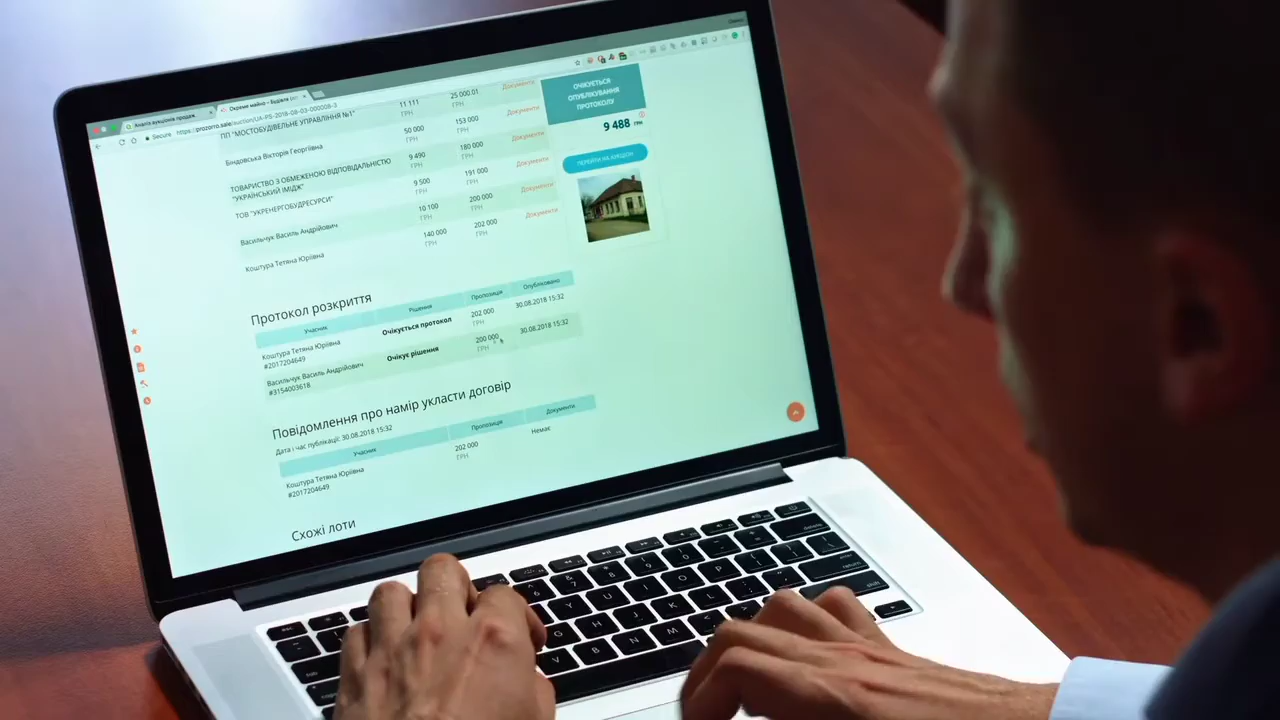 Аналіз аукціонів продаж
Окреме майно – Будівля
Secure https://prozorro.sale/auction/UA-PS-2018-08-03-000008-3
11 111
25 000.01
Документи
ПП "МОСТОБУДІВЕЛЬНЕ УПРАВЛІННЯ №1"
50 000
ГРН
153 000
ГРН
Документи
Біндовська Вікторія Георгіївна
9 490
ГРН
180 000
ГРН
Документи
ТОВАРИСТВО З ОБМЕЖЕНОЮ ВІДПОВІДАЛЬНІСТЮ
"УКРАЇНСЬКИЙ ІМІДЖ"
9 500
ГРН
191 000
ГРН
Документи
ТОВ "УКРЕНЕРГОБУДРЕСУРСИ"
10 100
ГРН
200 000
ГРН
Документи
Васильчук Василь Андрійович
140 000
ГРН
202 000
ГРН
Документи
Коштура Тетяна Юріївна
ОЧІКУЄТЬСЯ
ОПУБЛІКУВАННЯ
ПРОТОКОЛУ
9 488 ГРН
ПЕРЕЙТИ НА АУКЦІОН
Протокол розкриття
Учасник Рішення Пропозиція Опубліковано
Коштура Тетяна Юріївна
#2017204649
Очікується протокол
202 000
ГРН
30.08.2018 15:32
Васильчук Василь Андрійович
#3154003618
Очікує рішення
200 000
ГРН
30.08.2018 15:32
Повідомлення про намір укласти договір
Дата і час публікації: 30.08.2018 15:32
Учасник Пропозиція Документи
Коштура Тетяна Юріївна
#2017204649
202 000
ГРН
Немає
Схожі лоти